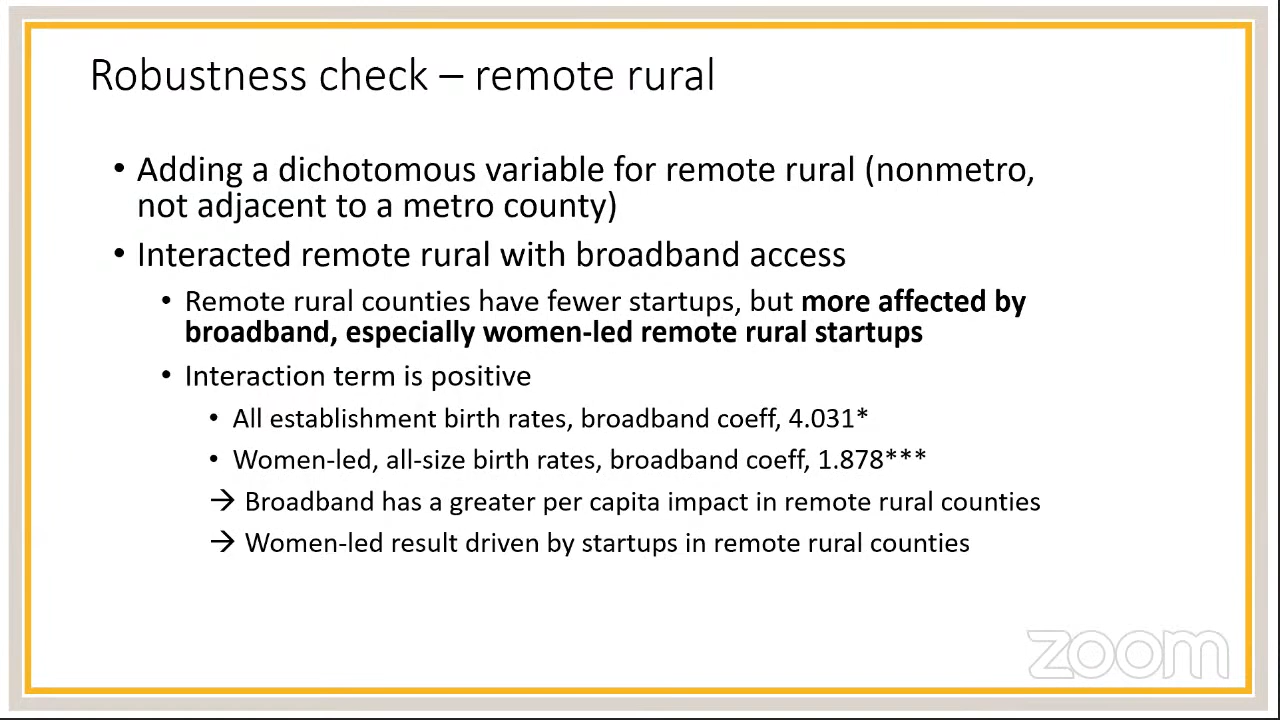 Robustness check – remote rural
• Adding a dichotomous variable for remote rural (nonmetro,
not adjacent to a metro county)
• Interacted remote rural with broadband access
• Remote rural counties have fewer startups, but more affected by
broadband, especially women-led remote rural startups
• Interaction term is positive
• All establishment birth rates, broadband coeff, 4.031*
• Women-led, all-size birth rates, broadband coeff, 1.878***
→ Broadband has a greater per capita impact in remote rural counties
→ Women-led result driven by startups in remote rural counties
zoom